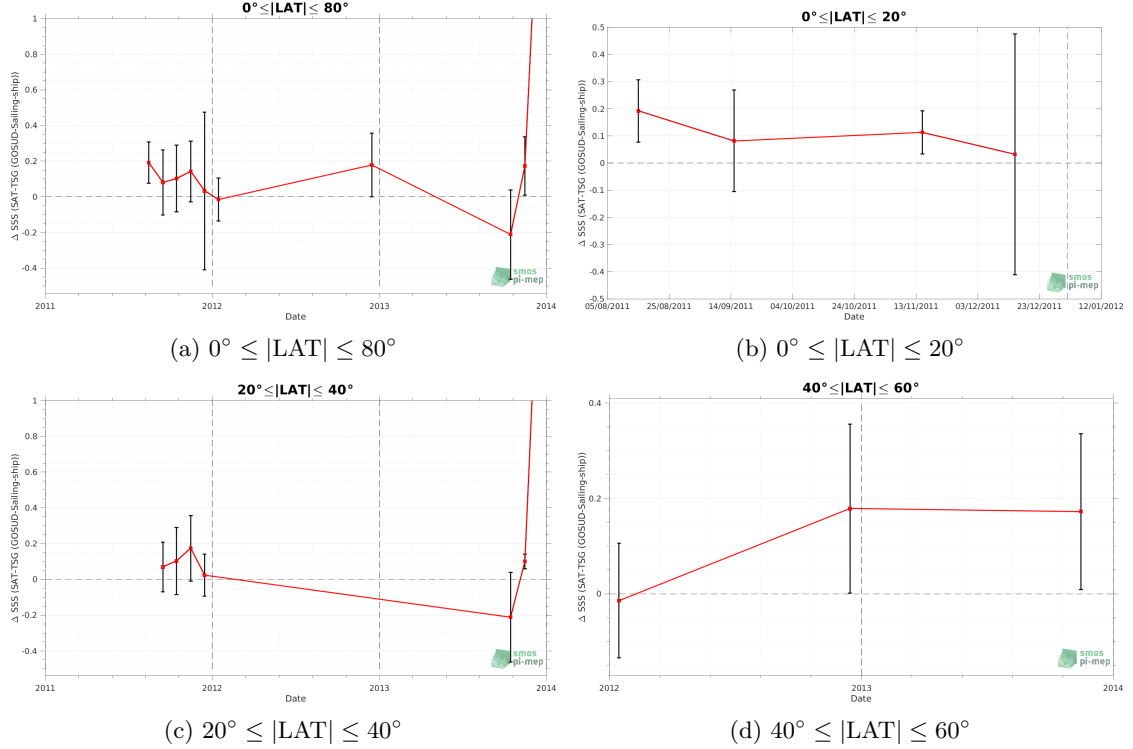 0°≤|LAT|≤ 80°
Δ SSS (SAT-TSG (GOSUD-Sailing-ship))
1
0.8
0.6
0.4
0.2
0
-0.2
-0.4
2011
2012
2013
2014
Date
smos
pi-mep
(a) 0° ≤ |LAT| ≤ 80°
0°≤|LAT|≤ 20°
Δ SSS (SAT-TSG (GOSUD-Sailing-ship))
0.5
0.4
0.3
0.2
0.1
0
-0.1
-0.2
-0.3
-0.4
-0.5
05/08/2011
25/08/2011
14/09/2011
04/10/2011
24/10/2011
13/11/2011
03/12/2011
23/12/2011
12/01/2012
Date
smos
pi-mep
(b) 0° ≤ |LAT| ≤ 20°
20°≤|LAT|≤ 40°
Δ SSS (SAT-TSG (GOSUD-Sailing-ship))
1
0.8
0.6
0.4
0.2
0
-0.2
-0.4
2011
2012
2013
2014
Date
smos
pi-mep
(c) 20° ≤ |LAT| ≤ 40°
40°≤|LAT|≤ 60°
Δ SSS (SAT-TSG (GOSUD-Sailing-ship))
0.4
0.2
0
2012
2013
2014
Date
smos
pi-mep
(d) 40° ≤ |LAT| ≤ 60°